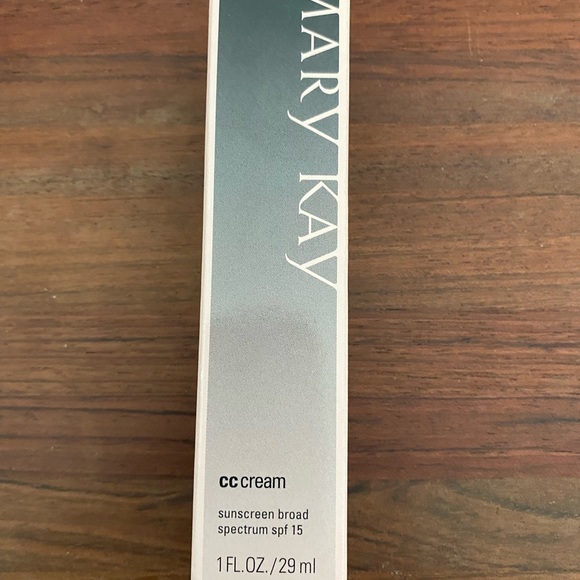 MARY KAY
cc cream
sunscreen broad
spectrum spf 15
1 FL.OZ./29 ml